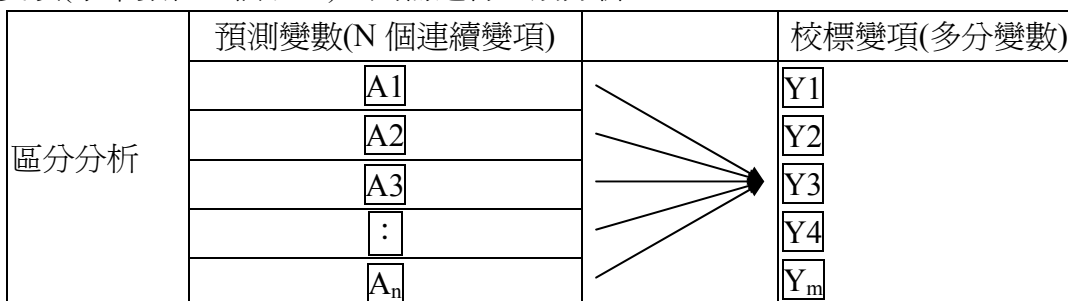 預測變數(N 個連續變項) 校標變項(多分變數)
區分分析
A1 Y1
A2 Y2
A3 Y3
: Y4
An Ym